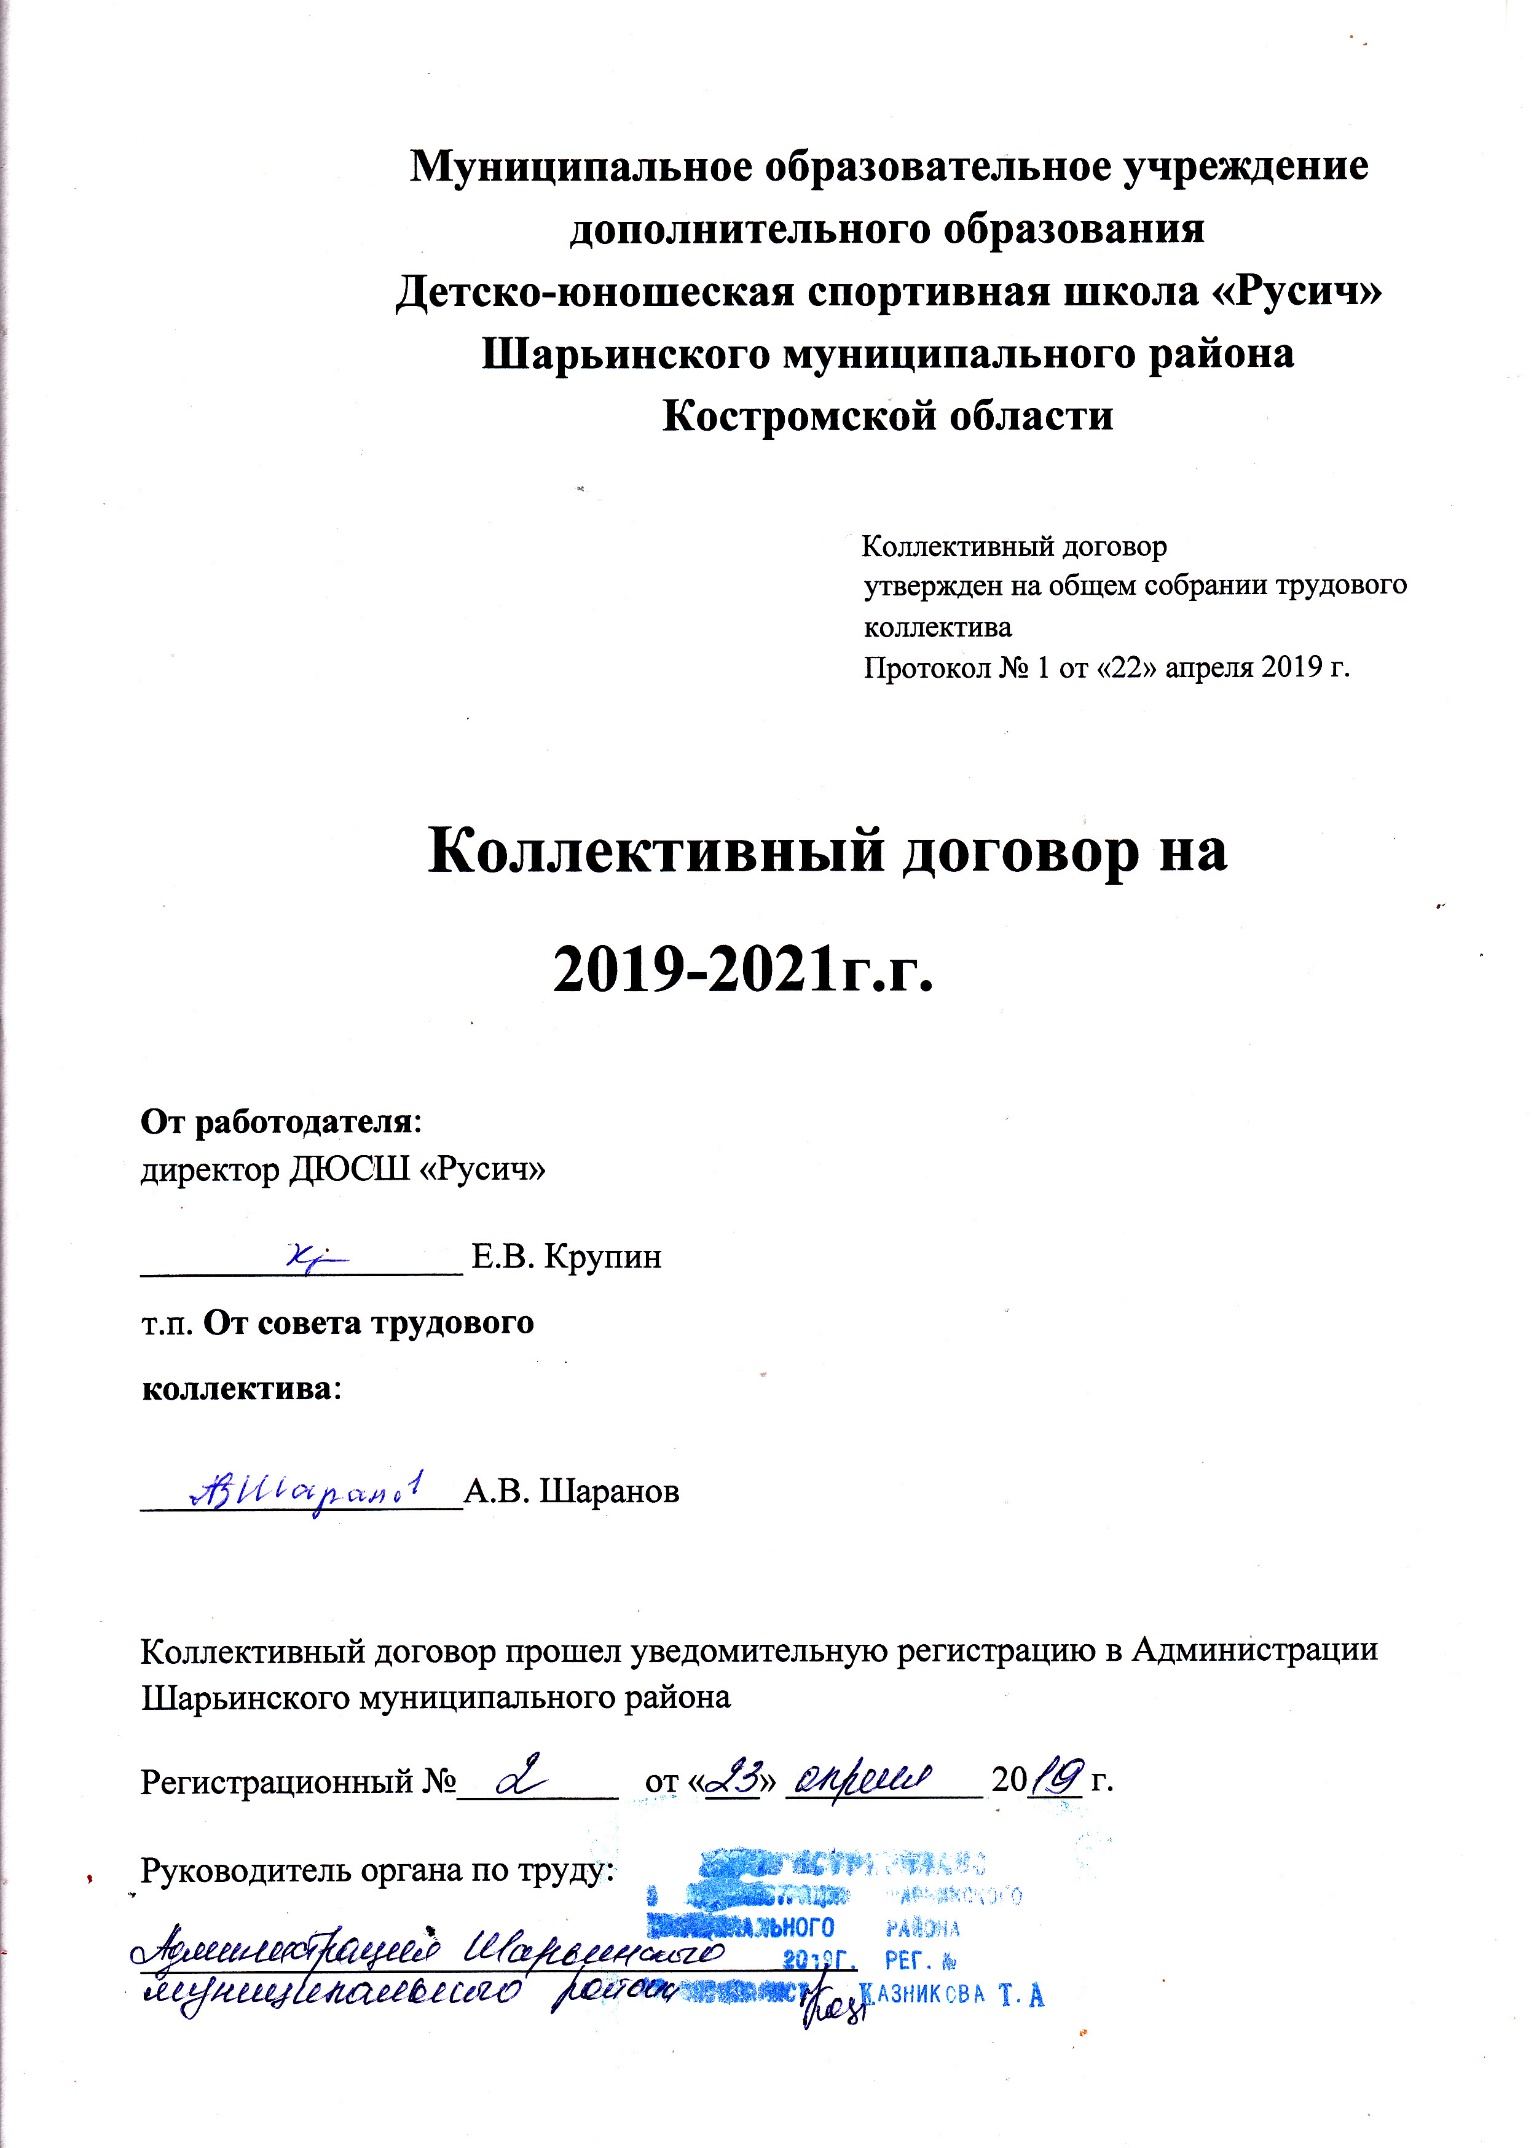 Муниципальное образовательное учреждение
дополнительного образования
Детско-юношеская спортивная школа «Русич»
Шарьинского муниципального района
Костромской области
Коллективный договор
утвержден на общем собрании трудового
коллектива
Протокол № 1 от «22» апреля 2019 г.
Коллективный договор на
2019-2021г.г.
От работодателя:
директор ДЮСШ «Русич»
Е.В. Крупин
т.п. От совета трудового
коллектива:
АВШаранов А.В. Шаранов
Коллективный договор прошел уведомительную регистрацию в Администрации
Шарьинского муниципального района
Регистрационный № 2 от «23» апреля 2019 г.
Руководитель органа по труду:
РАЙОНА
2019Г. РЕГ. №
Администрацией Шарьинского
муниципального района
КАЗНИКОВА Т. А